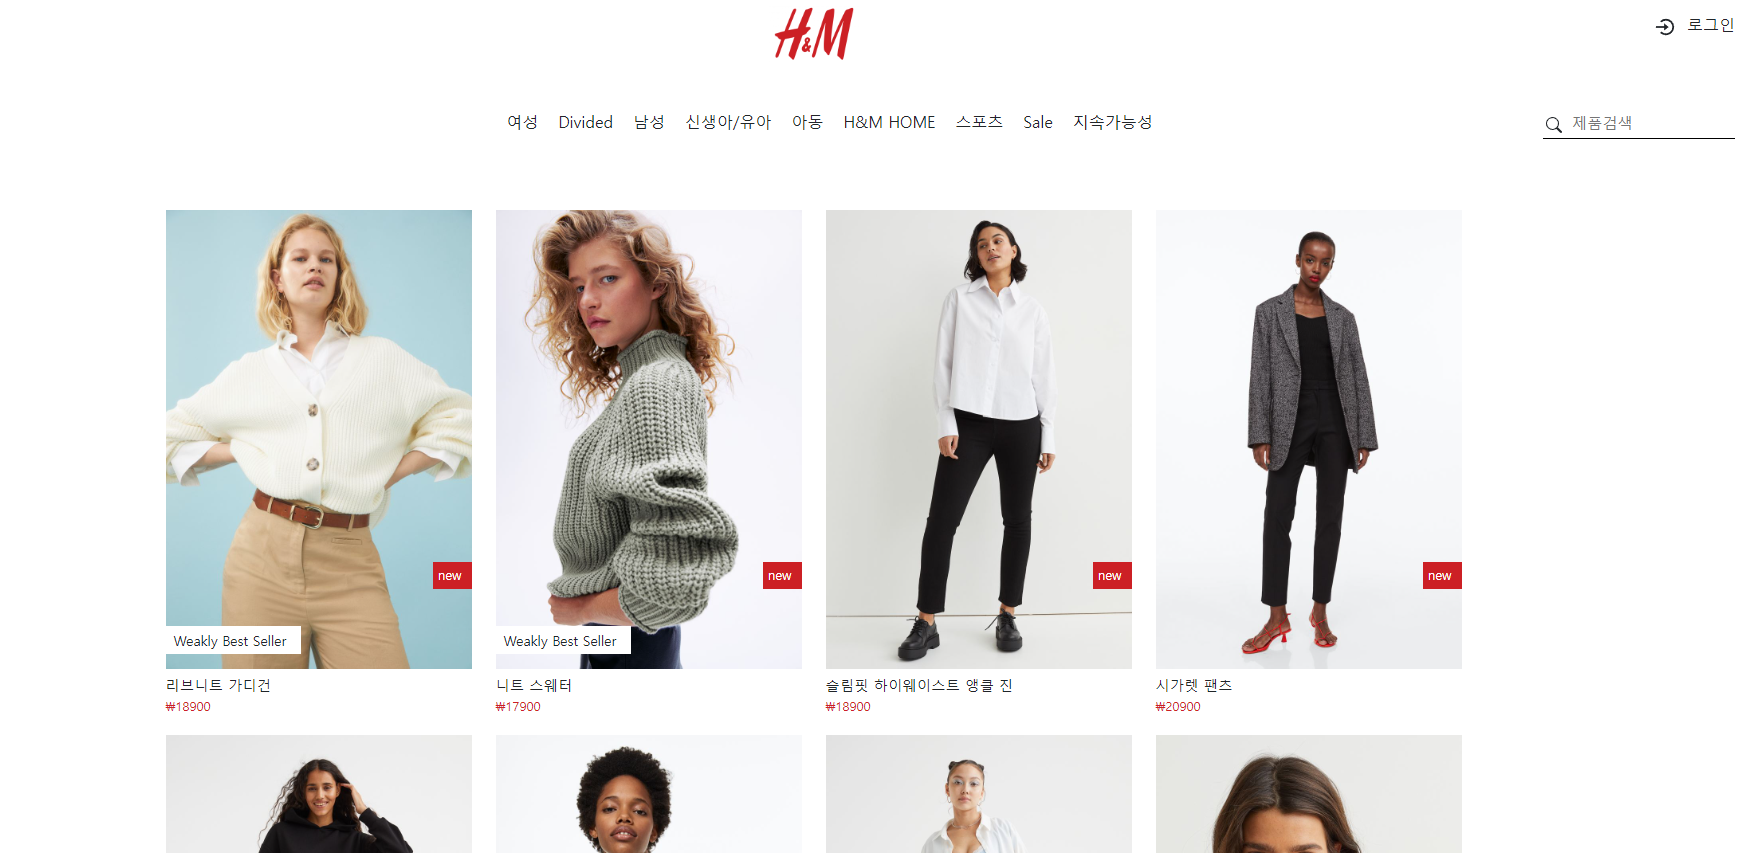 H&M
로그인
여성 Divided 남성 신생아/유아 아동 H&M HOME 스포츠 Sale 지속가능성
제품검색
new
new
new
new
Weakly Best Seller
Weakly Best Seller
리브니트 가디건
니트 스웨터
슬림핏 하이웨이스트 앵클 진
시가렛 팬츠
₩18900
₩17900
₩18900
₩20900